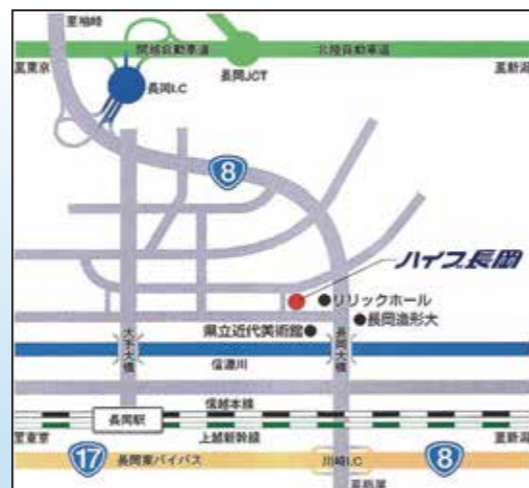 至柏崎
関越自動車道
北陸自動車道
至東京
長岡JCT
至新潟
長岡I.C
8
ハイブ長岡
●リリックホール
●長岡造形大
県立近代美術館●
大手大橋
長岡大橋
信濃川
信越本線
長岡駅
至東京
上越新幹線
至新潟
17
長岡東バイパス
川崎I.C
8
至栃尾